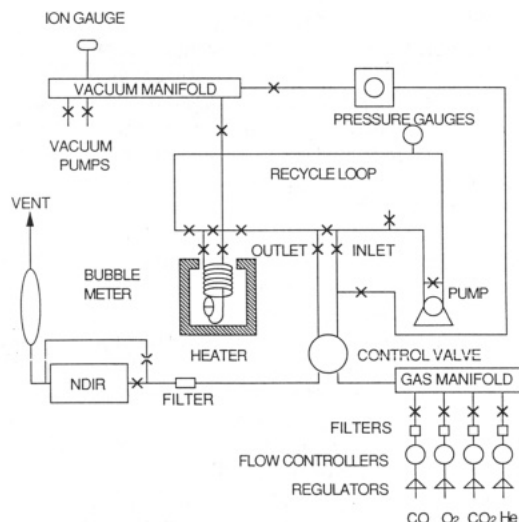 ION GAUGE
VACUUM MANIFOLD
PRESSURE GAUGES
VACUUM
PUMPS
RECYCLE LOOP
VENT
OUTLET
INLET
BUBBLE
METER
PUMP
HEATER
CONTROL VALVE
NDIR
FILTER
GAS MANIFOLD
FILTERS
FLOW CONTROLLERS
REGULATORS
CO O₂ CO₂ He